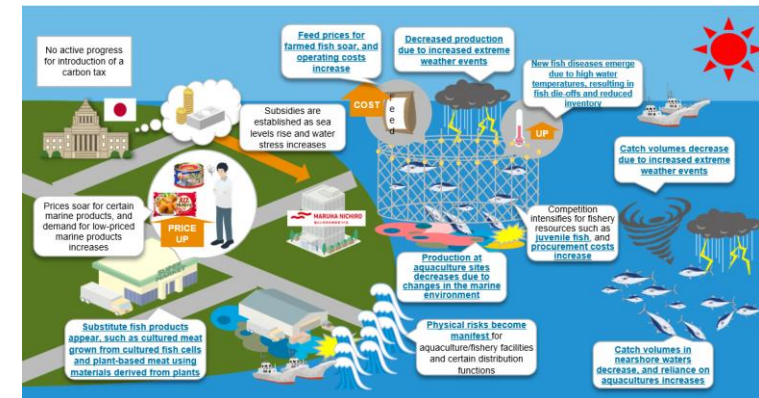 No active progress
for introduction of a
carbon tax
Subsidies are
established as sea
levels rise and water
stress increases
Feed prices for
farmed fish soar, and
operating costs
increase
COST
Feed
Decreased production
due to increased extreme
weather events
New fish diseases emerge
due to high water
temperatures, resulting in
fish die-offs and reduced
inventory
UP
Catch volumes decrease
due to increased extreme
weather events
Prices soar for certain
marine products, and
demand for low-priced
marine products
increases
PRICE
UP
MARUHA NICHIRO
Competition
intensifies for fishery
resources such as
juvenile fish, and
procurement costs
increase
Production at
aquaculture sites
decreases due to
changes in the marine
environment
Substitute fish products
appear, such as cultured meat
grown from cultured fish cells
and plant-based meat using
materials derived from plants
Physical risks become
manifest for
aquaculture/fishery facilities
and certain distribution
functions
Catch volumes in
nearshore waters
decrease, and reliance on
aquacultures increases